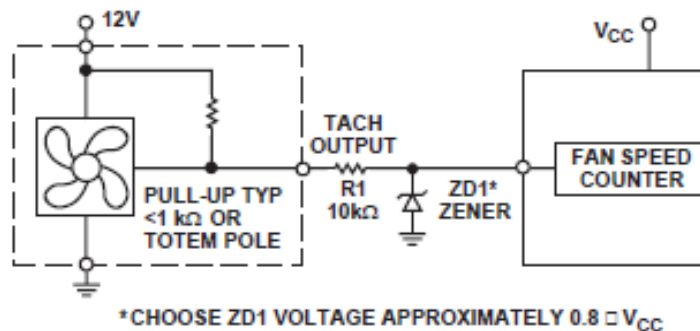 12V
VCC
TACH
OUTPUT
R1
10kΩ
ZD1*
ZENER
FAN SPEED
COUNTER
PULL-UP TYP
<1 kΩ OR
TOTEM POLE
*CHOOSE ZD1 VOLTAGE APPROXIMATELY 0.8 □ VCC